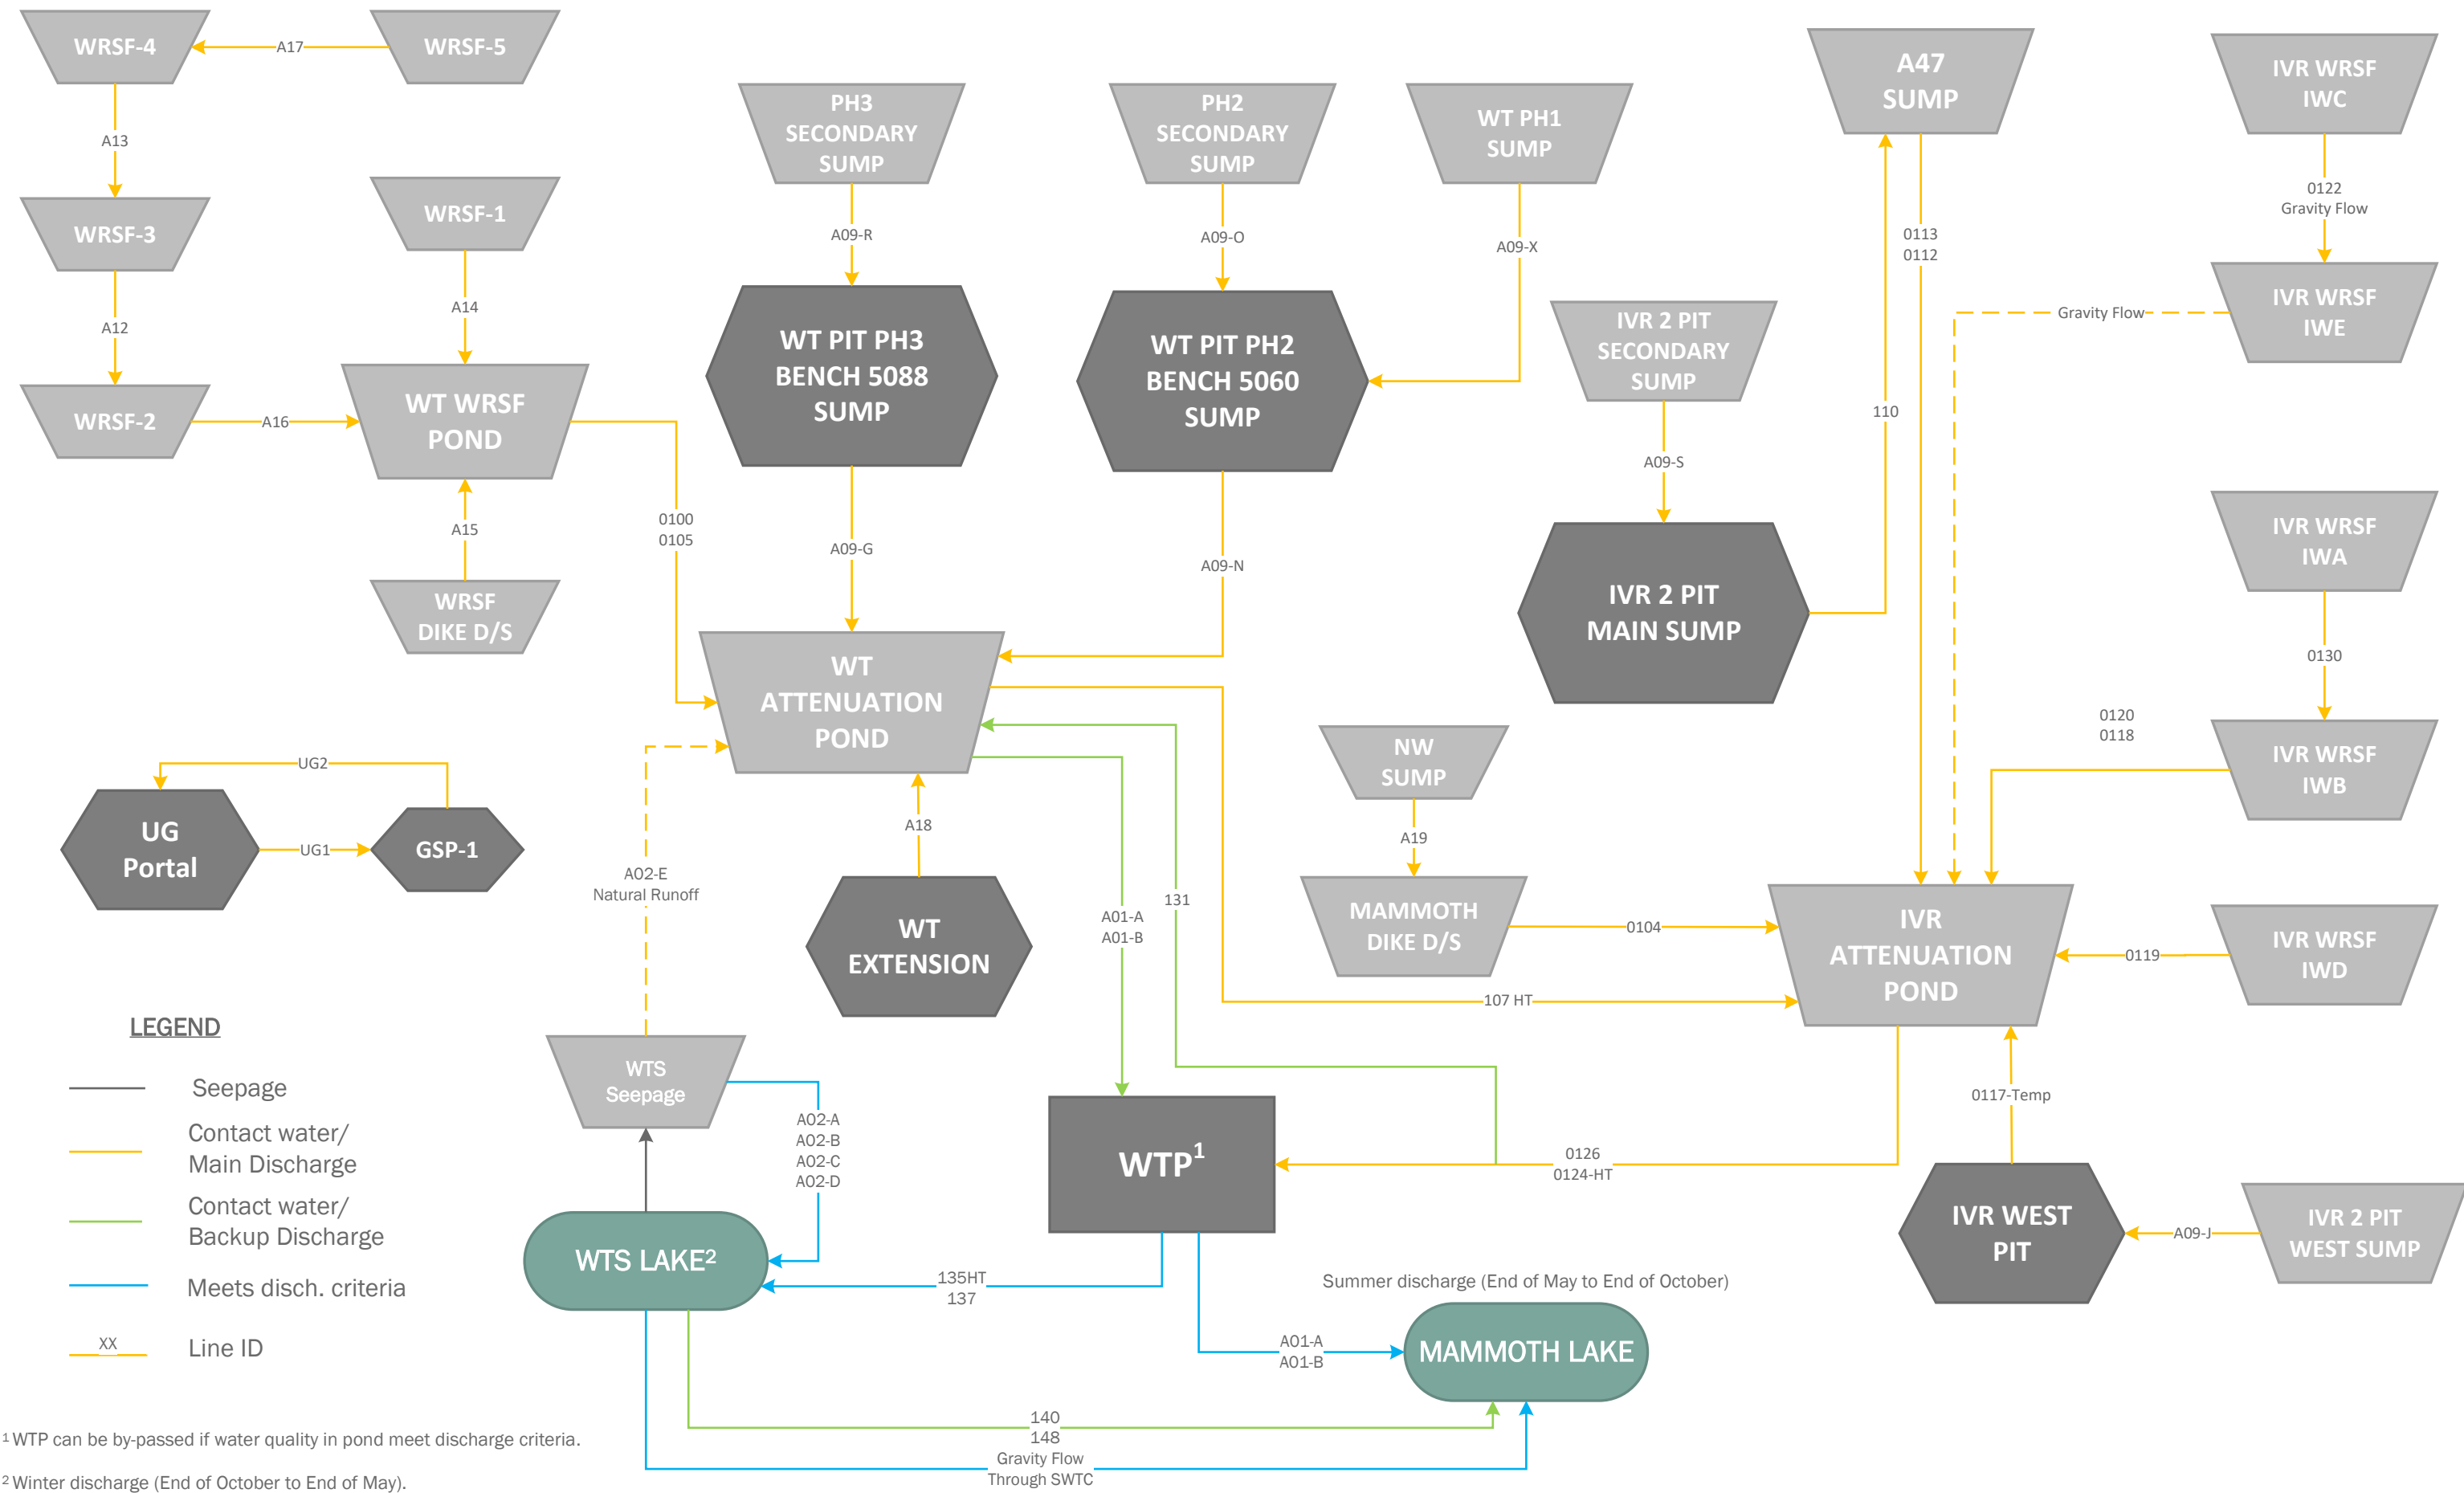 WRSF-4
A17
WRSF-5
A13
WRSF-3
A12
WRSF-2
A16
WRSF-1
A14
WT WRSF
POND
A15
WRSF
DIKE D/S
0100
0105
PH3
SECONDARY
SUMP
A09-R
WT PIT PH3
BENCH 5088
SUMP
A09-G
PH2
SECONDARY
SUMP
A09-O
WT PH1
SUMP
A09-X
WT PIT PH2
BENCH 5060
SUMP
A09-N
A47
SUMP
0113
0112
110
IVR 2 PIT
SECONDARY
SUMP
A09-S
IVR 2 PIT
MAIN SUMP
IVR WRSF
IWC
0122
Gravity Flow
IVR WRSF
IWE
Gravity Flow
IVR WRSF
IWA
0130
IVR WRSF
IWB
0120
0118
WT
ATTENUATION
POND
UG2
UG
Portal
UG1
GSP-1
A02-E
Natural Runoff
A18
WT
EXTENSION
A01-A
A01-B
131
NW
SUMP
A19
MAMMOTH
DIKE D/S
0104
107 HT
IVR
ATTENUATION
POND
0119
IVR WRSF
IWD
0117-Temp
IVR WEST
PIT
A09-J
IVR 2 PIT
WEST SUMP
0126
0124-HT
WTP1
WTS
Seepage
A02-A
A02-B
A02-C
A02-D
WTS LAKE2
135HT
137
Summer discharge (End of May to End of October)
A01-A
A01-B
MAMMOTH LAKE
140
148
Gravity Flow
Through SWTC
LEGEND
Seepage
Contact water/
Main Discharge
Contact water/
Backup Discharge
Meets disch. criteria
XX
Line ID
1 WTP can be by-passed if water quality in pond meet discharge criteria.
2 Winter discharge (End of October to End of May).